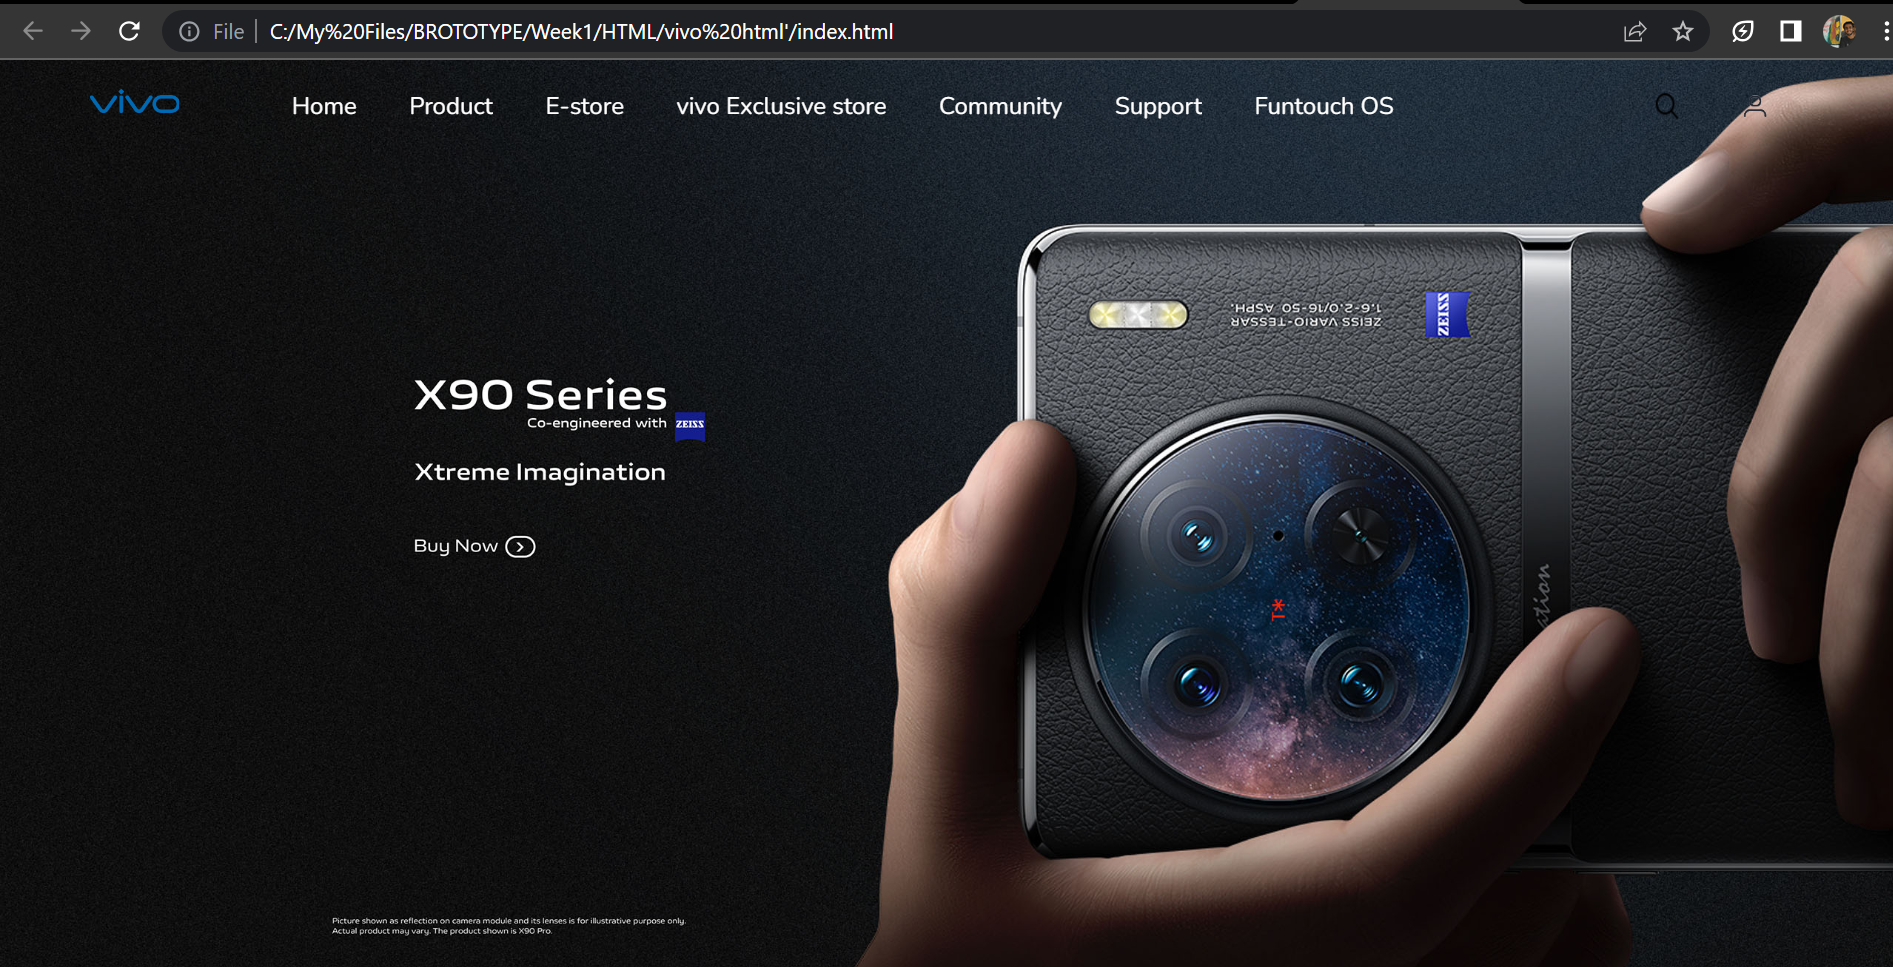 File
C:/My%20Files/BROTOTYPE/Week1/HTML/vivo%20html'/index.html
vivo
Home
Product
E-store
vivo Exclusive store
Community
Support
Funtouch OS
1.6-2.0/16-50 ASPH.
ZEISS VARIO-TESSAR
ZEISS
X90 Series
Co-engineered with ZEISS
Xtreme Imagination
Buy Now
T*
Picture shown as reflection on camera module and its lenses is for illustrative purpose only.
Actual product may vary. The product shown is X90 Pro.